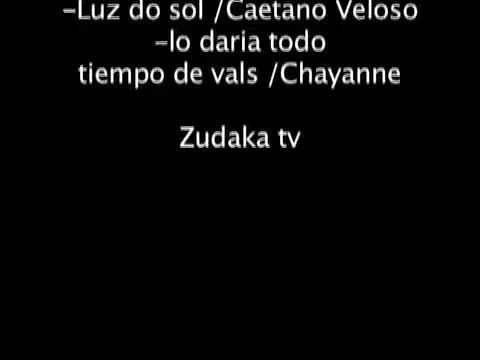 -Luz do sol /Caetano Veloso
-lo daria todo
tiempo de vals /Chayanne
Zudaka tv